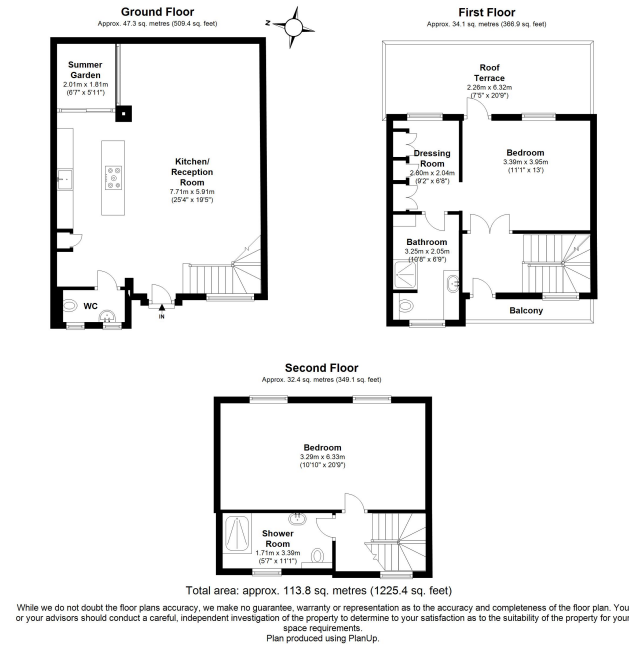 Ground Floor
Approx. 47.3 sq. metres (509.4 sq. feet)
N
Summer
Garden
2.01m x 1.81m
(6'7" x 5'11")
Kitchen/
Reception
Room
7.71m x 5.91m
(25'4" x 19'5")
WC
IN
First Floor
Approx. 34.1 sq. metres (366.9 sq. feet)
Roof
Terrace
2.26m x 6.32m
(7'5" x 20'9")
Dressing
Room
2.80m x 2.04m
(9'2" x 6'8")
Bedroom
3.39m x 3.95m
(11'1" x 13')
Bathroom
3.25m x 2.05m
(10'8" x 6'9")
Balcony
Second Floor
Approx. 32.4 sq. metres (349.1 sq. feet)
Bedroom
3.29m x 6.33m
(10'10" x 20'9")
Shower
Room
1.71m x 3.39m
(5'7" x 11'1")
Total area: approx. 113.8 sq. metres (1225.4 sq. feet)
While we do not doubt the floor plans accuracy, we make no guarantee, warranty or representation as to the accuracy and completeness of the floor plan. You
or your advisors should conduct a careful, independent investigation of the property to determine to your satisfaction as to the suitability of the property for your
space requirements.
Plan produced using PlanUp.